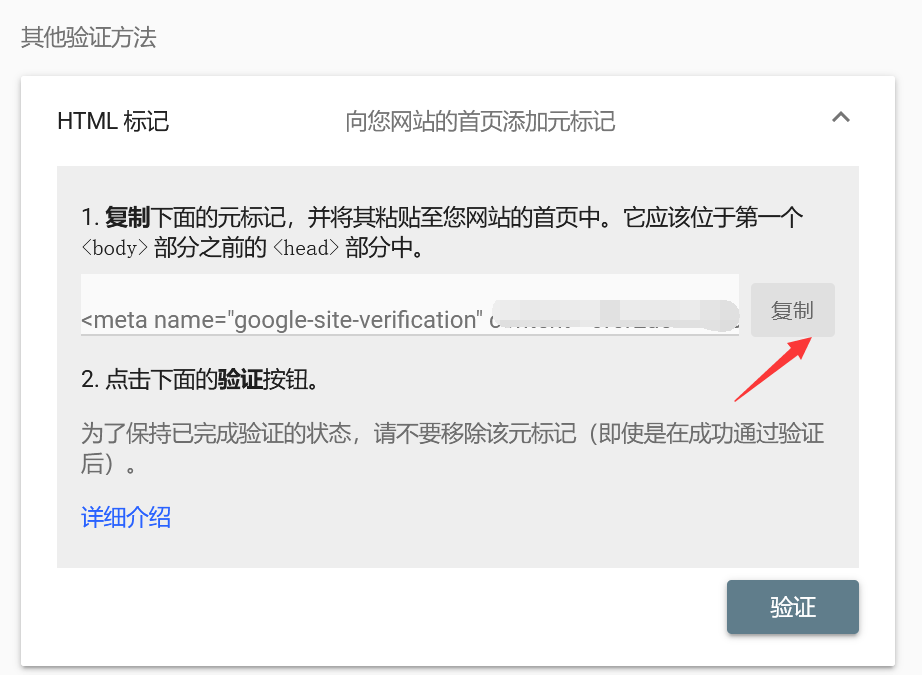 其他验证方法
HTML 标记
向您网站的首页添加元标记
1. 复制下面的元标记，并将其粘贴至您网站的首页中。它应该位于第一个
<body> 部分之前的 <head> 部分中。
<meta name="google-site-verification"
复制
2. 点击下面的验证按钮。
为了保持已完成验证的状态，请不要移除该元标记（即使是在成功通过验证
后）。
详细介绍
验证